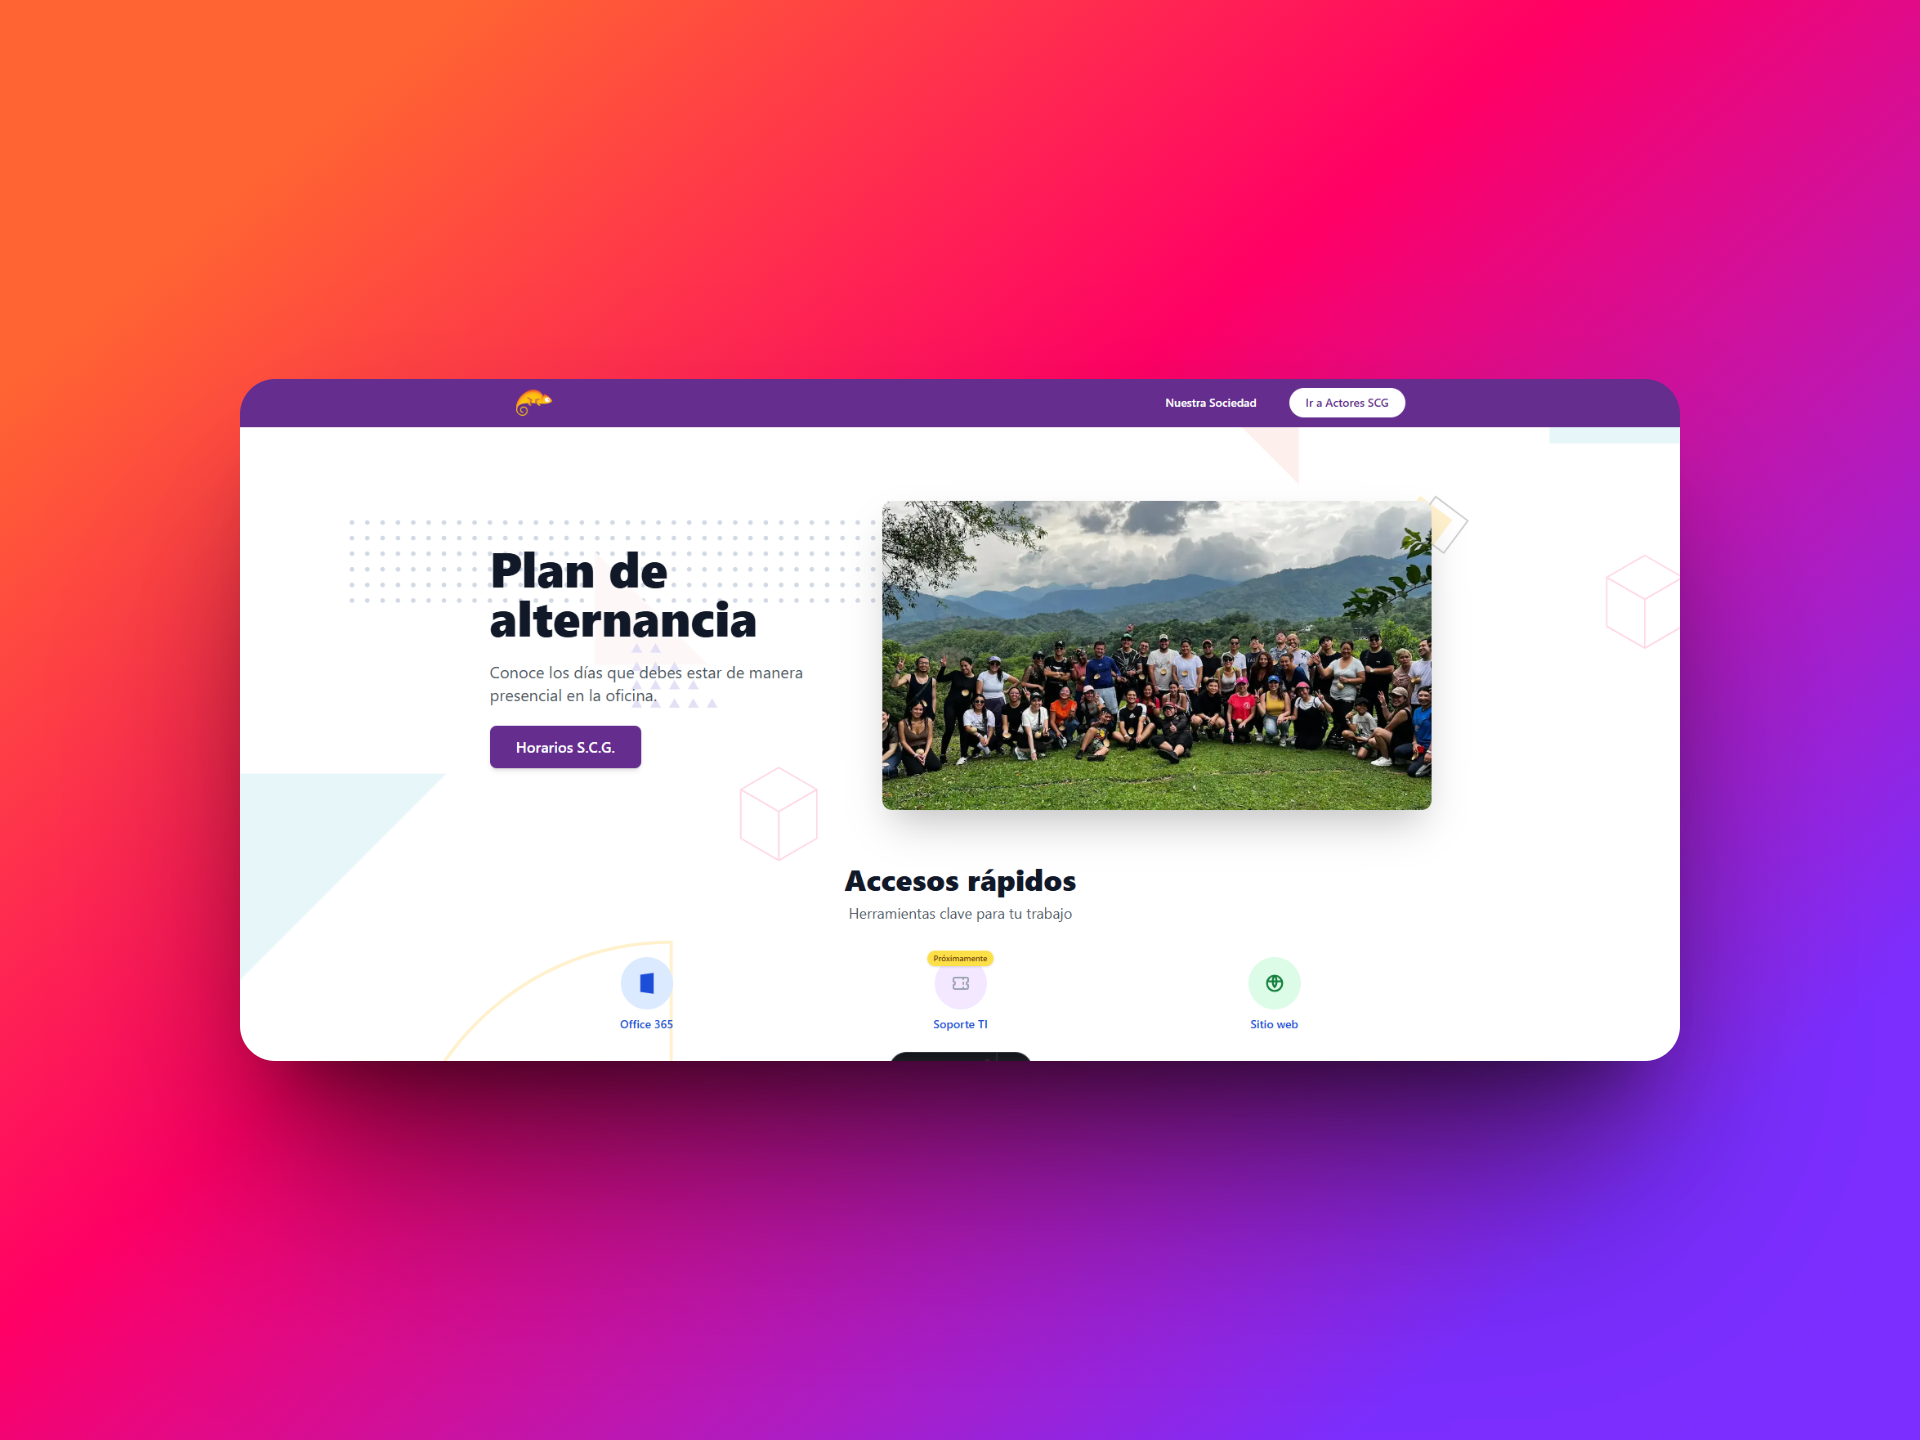 Nuestra Sociedad
Ir a Actores SCG
Plan de
alternancia
Conoce los días que debes estar de manera
presencial en la oficina.
Horarios S.C.G.
Accesos rápidos
Herramientas clave para tu trabajo
Próximamente
Office 365
Soporte TI
Sitio web